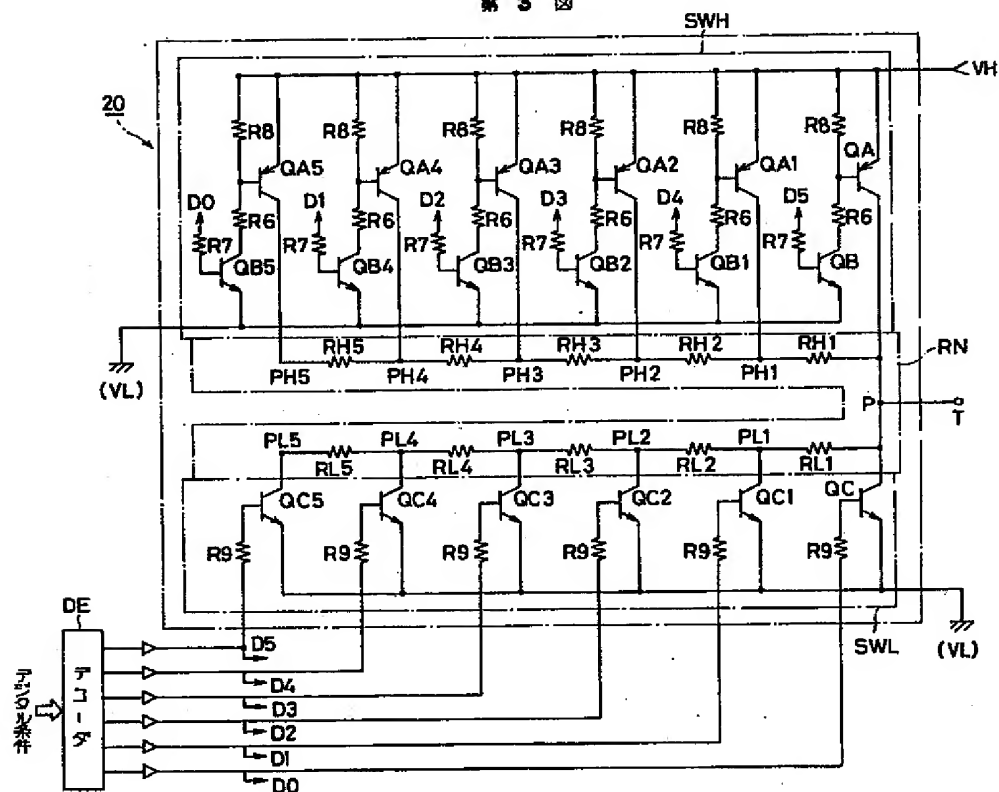 第 3 図
SWH
VH
20
R8 R8 R8 R8 R8 R8
QA5 QA4 QA3 QA2 QA1 QA
D0 D1 D2 D3 D4 D5
R6 R6 R6 R6 R6 R6
R7 R7 R7 R7 R7 R7
QB5 QB4 QB3 QB2 QB1 QB
RH5 RH4 RH3 RH2 RH1
RN
(VL)
PH5 PH4 PH3 PH2 PH1
P
T
PL5 PL4 PL3 PL2 PL1
RL5 RL4 RL3 RL2 RL1
QC5 QC4 QC3 QC2 QC1 QC
R9 R9 R9 R9 R9 R9
DE
SWL
(VL)
D5
D4
D3
D2
D1
D0
デコーダ
デジタル条件